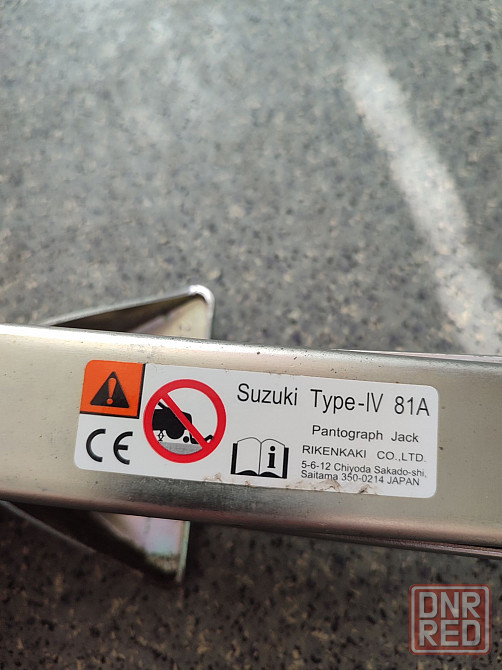 Suzuki Type-IV 81A
Pantograph Jack
RIKENKAKI CO.,LTD.
5-6-12 Chiyoda Sakado-shi,
Saitama 350-0214 JAPAN
CE
i
DNR
RED